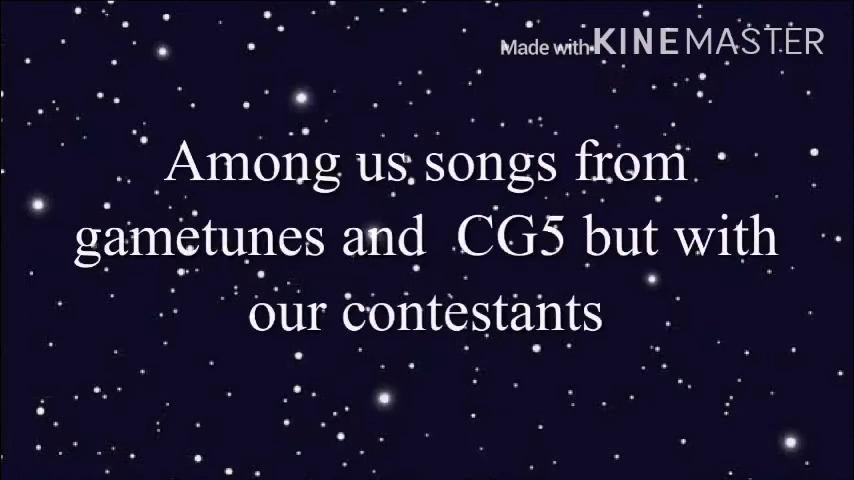 Made with KINEMASTER
Among us songs from
gametunes and CG5 but with
our contestants